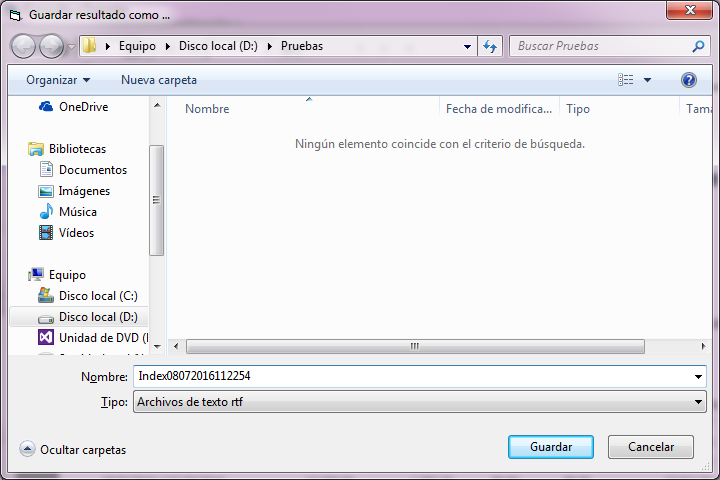 Guardar resultado como ...
Equipo Disco local (D:) Pruebas
Buscar Pruebas
Organizar Nueva carpeta
OneDrive
Bibliotecas
Documentos
Imágenes
Música
Vídeos
Equipo
Disco local (C:)
Disco local (D:)
Unidad de DVD (
Nombre Fecha de modifica... Tipo Tama
Ningún elemento coincide con el criterio de búsqueda.
Nombre: Index08072016112254
Tipo: Archivos de texto rtf
Ocultar carpetas
Guardar Cancelar